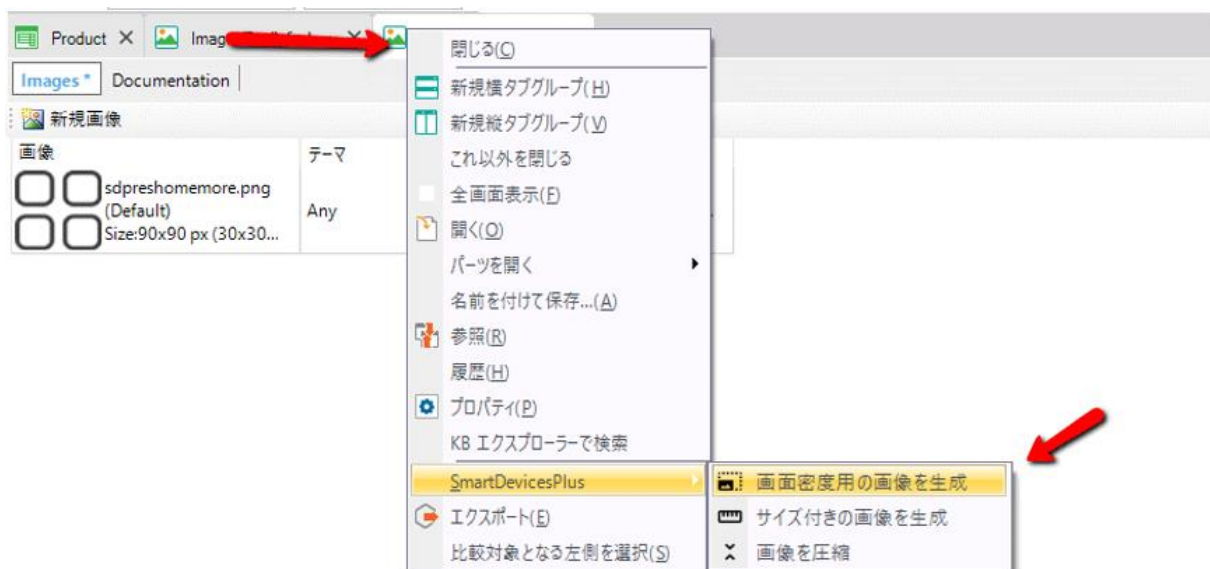 Product
Images *
Documentation
新規画像
画像
テーマ
sdpreshomemore.png
(Default)
Size:90x90 px (30x30...
Any
閉じる(C)
新規横タブグループ(H)
新規縦タブグループ(V)
これ以外を閉じる
全画面表示(F)
開く(O)
パーツを開く
名前を付けて保存...(A)
参照(R)
履歴(H)
プロパティ(P)
KB エクスプローラーで検索
SmartDevicesPlus
エクスポート(E)
比較対象となる左側を選択(S)
画面密度用の画像を生成
サイズ付きの画像を生成
画像を圧縮